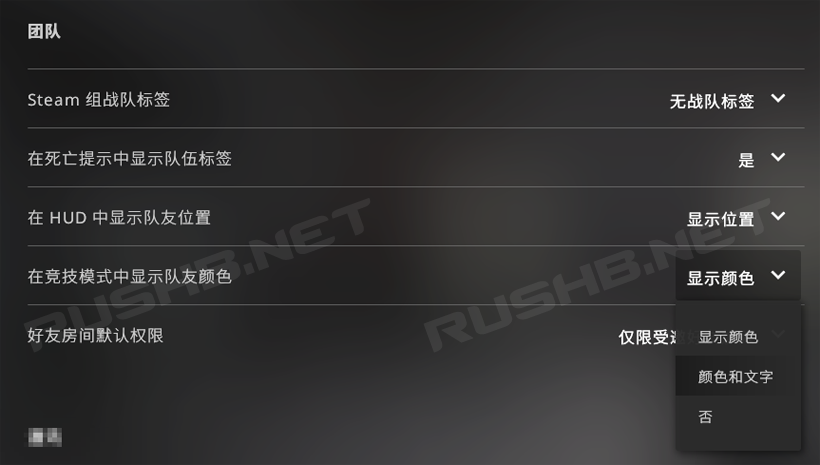 团队
Steam 组战队标签 无战队标签
在死亡提示中显示队伍标签 是
在 HUD 中显示队友位置 显示位置
在竞技模式中显示队友颜色 显示颜色
好友房间默认权限 仅限受
显示颜色
颜色和文字
否
RUSHB.NET
RUSHB.NET